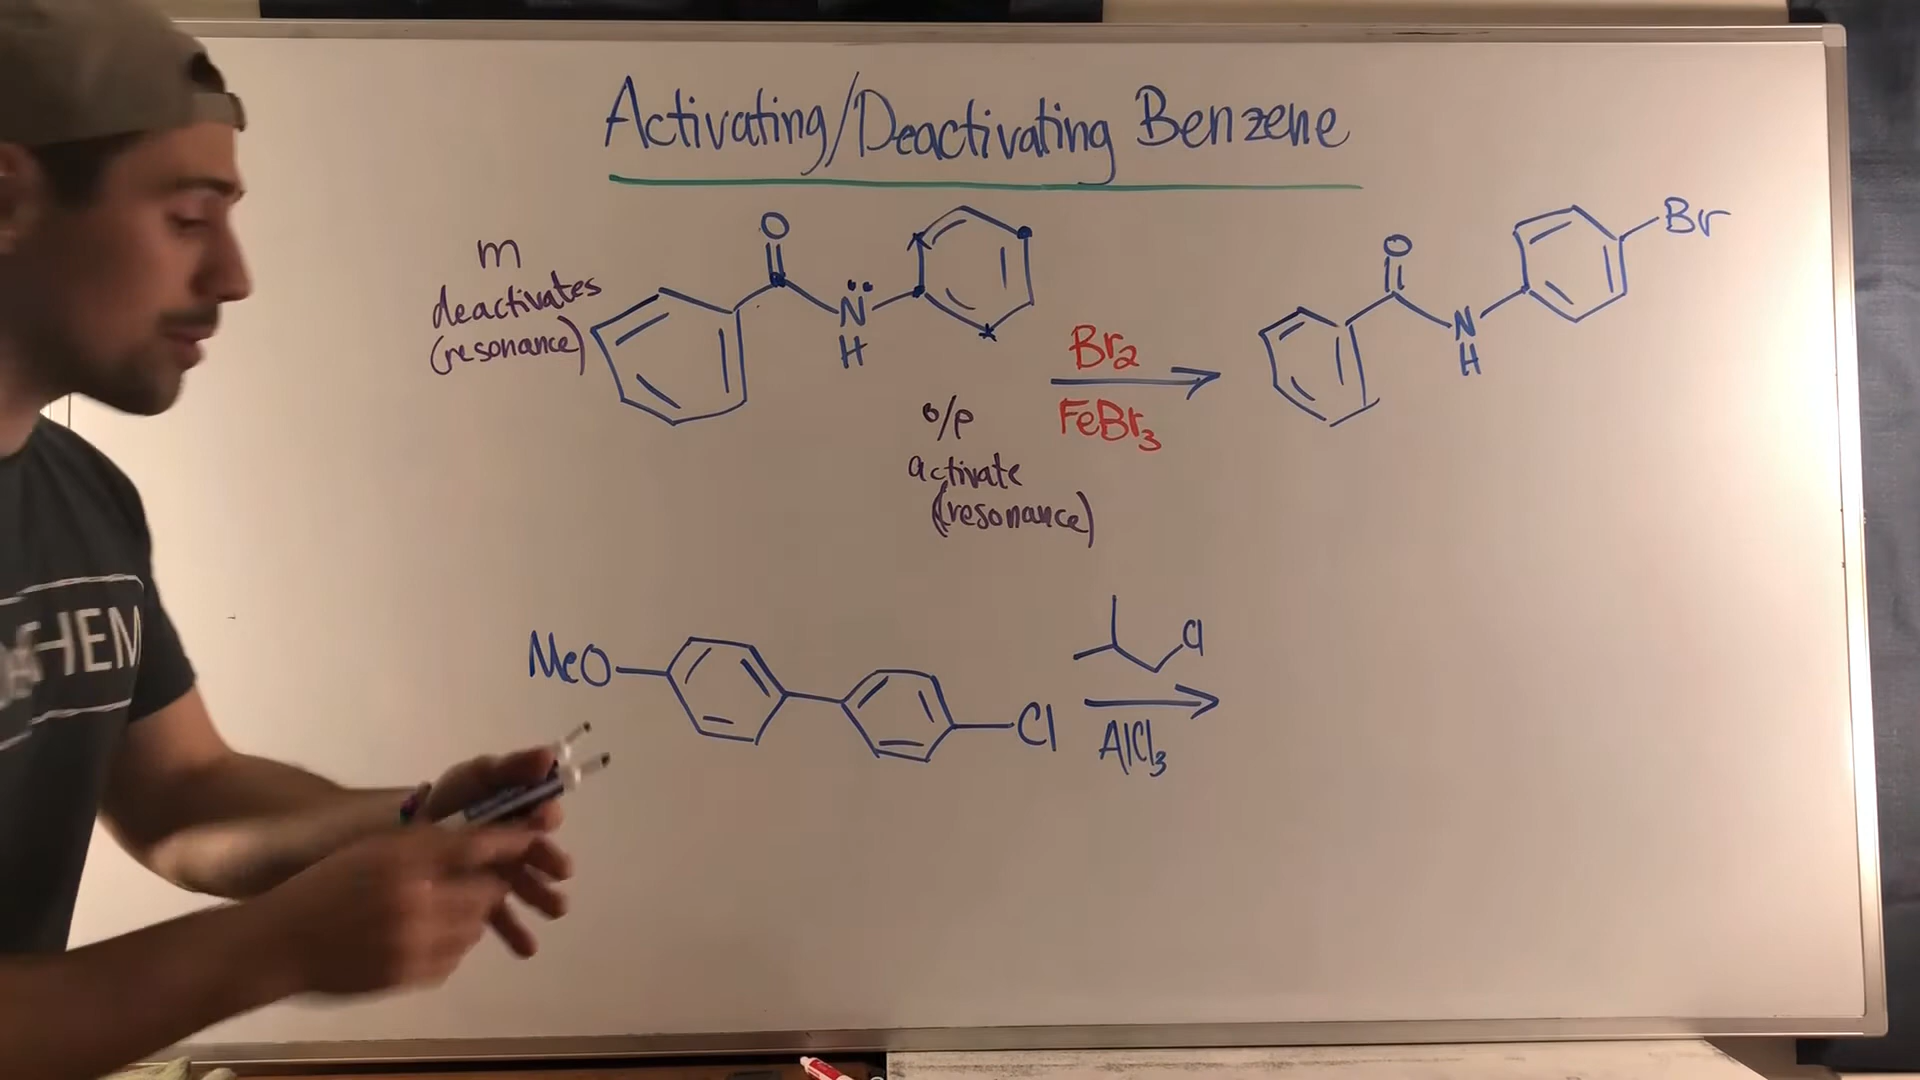 Activating/Deactivating Benzene
m
deactivates
(resonance)
O
N
H
o/p
activate
(resonance)
Br2
FeBr3
O
N
H
Br
MeO
Cl
Cl
AlCl3